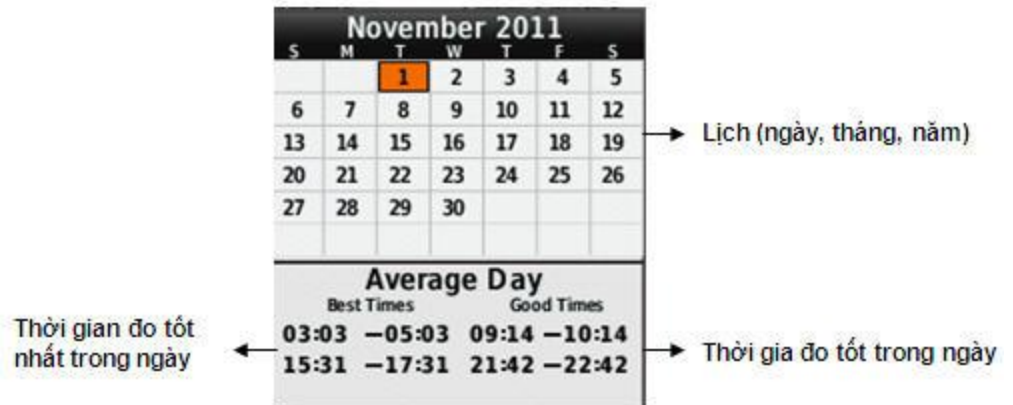 November 2011
S M T W T F S
1 2 3 4 5
6 7 8 9 10 11 12
13 14 15 16 17 18 19
20 21 22 23 24 25 26
27 28 29 30
Lịch (ngày, tháng, năm)
Average Day
Best Times Good Times
03:03 –05:03 09:14 –10:14
15:31 –17:31 21:42 –22:42
Thời gian đo tốt
nhất trong ngày
Thời gia đo tốt trong ngày